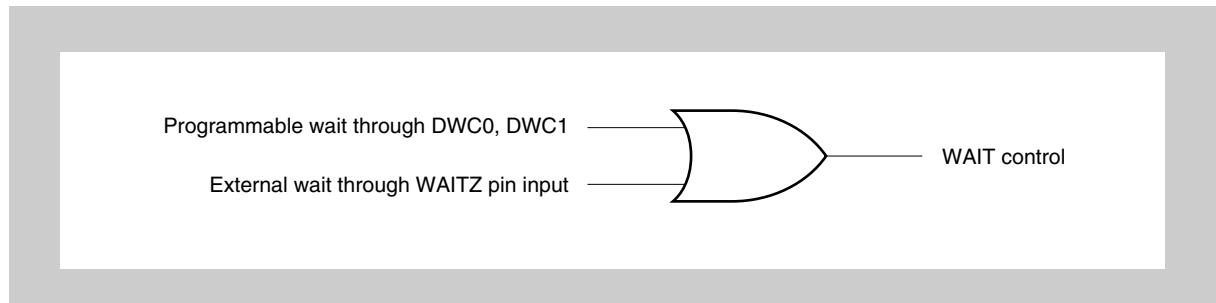 Programmable wait through DWC0, DWC1
External wait through WAITZ pin input
WAIT control